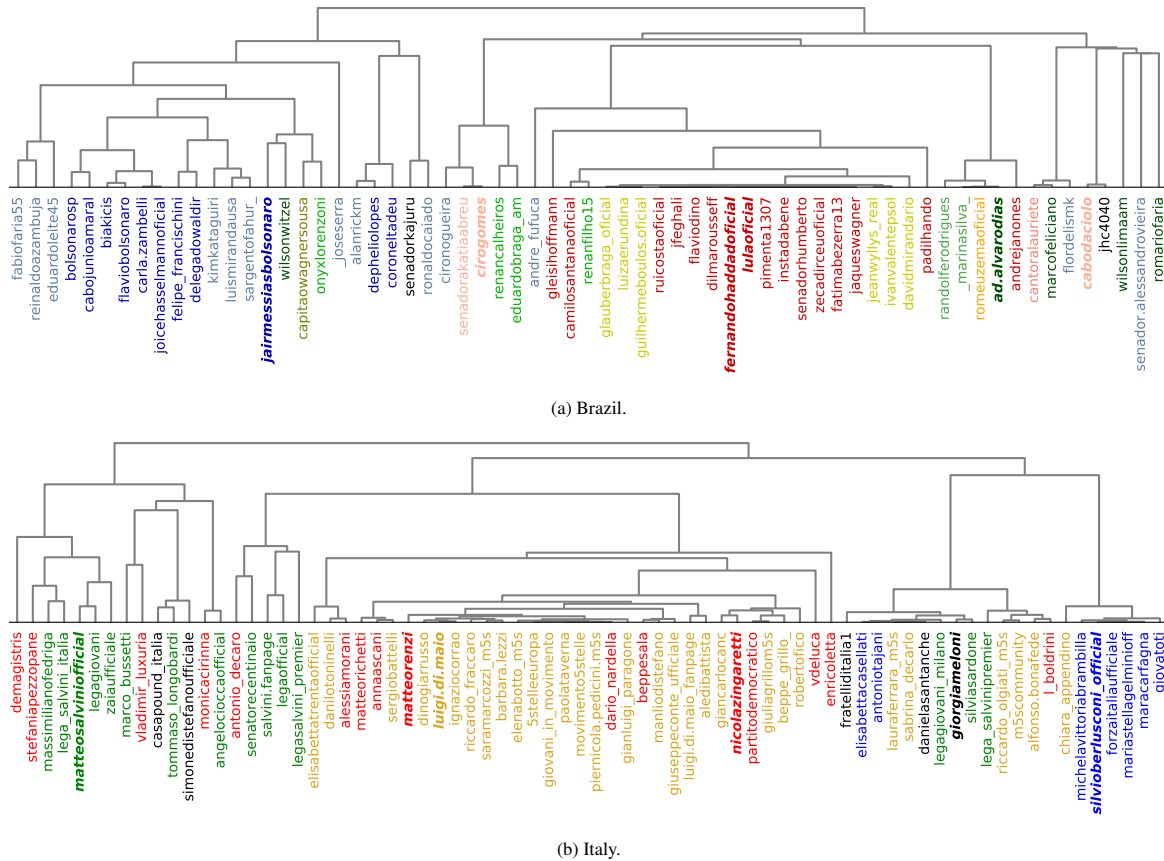 fabiofaria55
reinaldoazambuja
eduardoleite45
bolsonarosp
cabojunioamaral
biakicis
flaviobolsonaro
carla.zambelli
joicehasselmannoficial
felipe_francischini
delegadowaldir
kimkataguiri
luismirandausa
sargentofahur_
jairmessiasbolsonaro
wilsonwitzel
capitaowagnersousa
onyxlorenzoni
_joseserra
alanrickm
depheliolopes
coroneltadeu
senadorkajuru
ronaldocaiado
cironogueira
senadorakatiaabreu
cirogomes
renancalheiros
eduardobraga_am
andre_fufuca
gleisihoffmann
camilosantanaoficial
renanfilho15
glauberbraga_oficial
luizaerundina
guilhermeboulos.oficial
ruicostaoficial
jfeghali
flaviodino
dilmarousseff
fernandohaddadoficial
lulaoficial
pimenta1307
instadabene
senadorhumberto
zecadirceuoficial
fatimabezerra13
jaqueswagner
jeanwyllys_real
ivanvalentepsol
davidmirandario
padilhando
randolferodrigues
_marinasilva_
romeuzemaoficial
ad.alvarodias
andrejanones
cantoralauriete
marcofeliciano
flordelismk
cabodaciolo
jhc4040
wilsonlimaam
senador.alessandrovieira
romariofaria
(a) Brazil.
demagistris
stefaniapezzopane
massimilianofedriga
lega_salvini_italia
matteosalviniofficial
legagiovani
zaiaufficiale
marco_bussetti
vladimir_luxuria
casapound_italia
tommaso_longobardi
simonedistefanoufficiale
monicacirinna
angelocioccaofficial
antonio_decaro
senatorecentinaio
salvini.fanpage
legaofficial
legasalvini_premier
elisabettatrentaofficial
danilotoninelli
alessiamorani
matteorichetti
annaascani
sergiobattelli
matteorenzi
dinogiarrusso
luigi.di.maio
ignaziocorrao
riccardo_fraccaro
saramarcozzi_m5s
barbara.lezzi
elenabotto_m5s
5stelleeuropa
giovani_in_movimento
paolataverna
movimento5stelle
piernicola.pedicini.m5s
dario_nardella
gianluigi_paragone
beppesala
manliodistefano
giuseppeconte_ufficiale
luigi.di.maio_fanpage
aledibattista
giancarlocanc
nicolazingaretti
partitodemocratico
giuliagrillom5s
beppe_grillo_
robertofico_
vdeluca
enricoletta
fratelliditalia1
elisabettacasellati
antoniotajani
lauraferrara_m5s
sabrina_decarlo
danielasantanche
legagiovani_milano
giorgiameloni
silviasardone
lega_salvinipremier
riccardo_olgiati_m5s
m5scommunity
alfonso.bonafede
l_boldrini
chiara_appendino
michelavittoriabrambilla
silvioberlusconi_official
forzaitaliaufficiale
mariastellagelminioff
maracarfagna
giovatoti
(b) Italy.